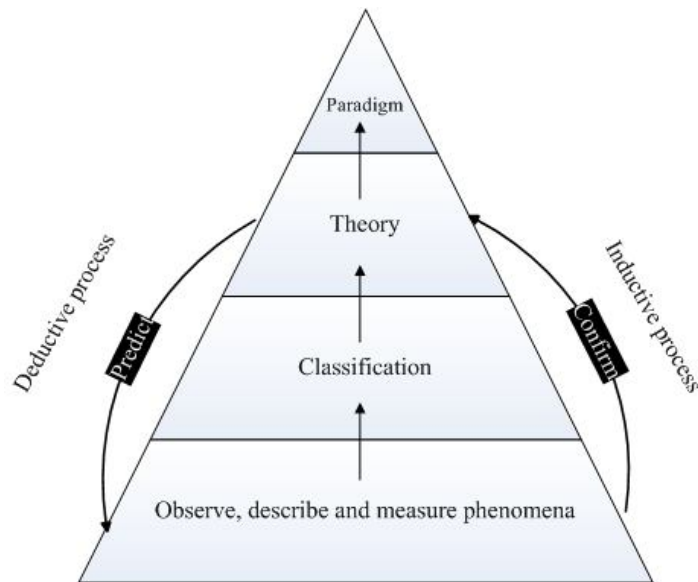 Paradigm
Theory
Deductive process
Predict
Confirm
Inductive process
Classification
Observe, describe and measure phenomena